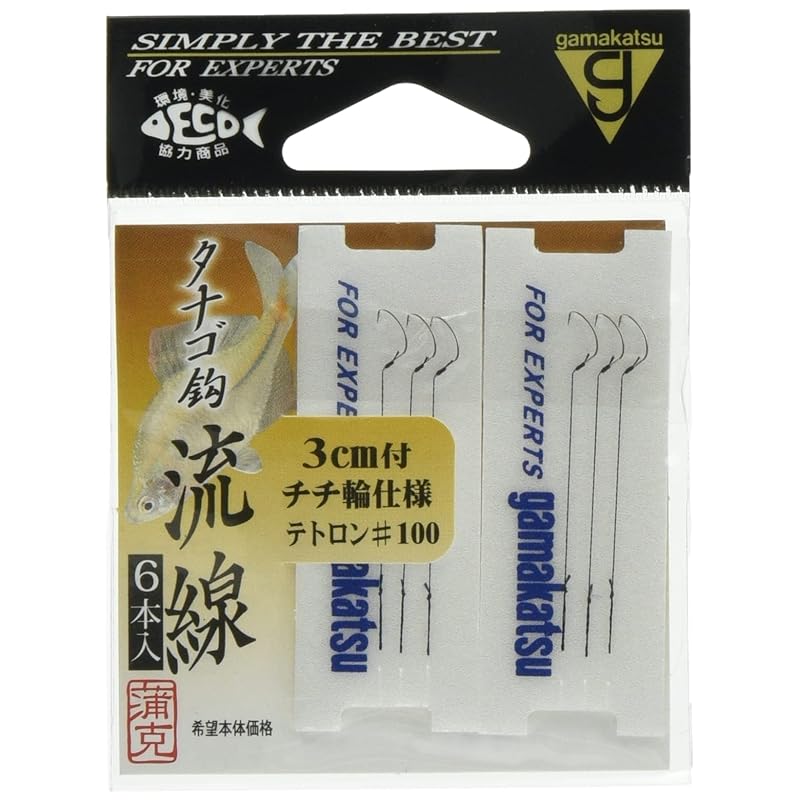 SIMPLY THE BEST
FOR EXPERTS
gamakatsu
環境・美化
ECO
協力商品
タナゴ鈎
流線
6本入
蒲克
3cm付
チチ輪仕様
テトロン#100
希望本体価格
FOR EXPERTS gamakatsu
FOR EXPERTS gamakatsu